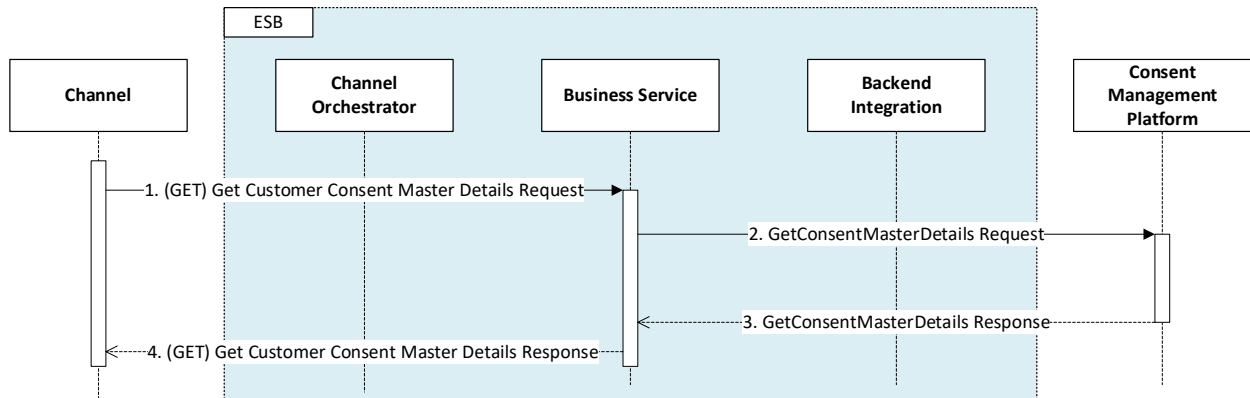 ESB
Channel
Channel
Orchestrator
Business Service
Backend
Integration
Consent
Management
Platform
1. (GET) Get Customer Consent Master Details Request
2. GetConsentMasterDetails Request
3. GetConsentMasterDetails Response
4. (GET) Get Customer Consent Master Details Response